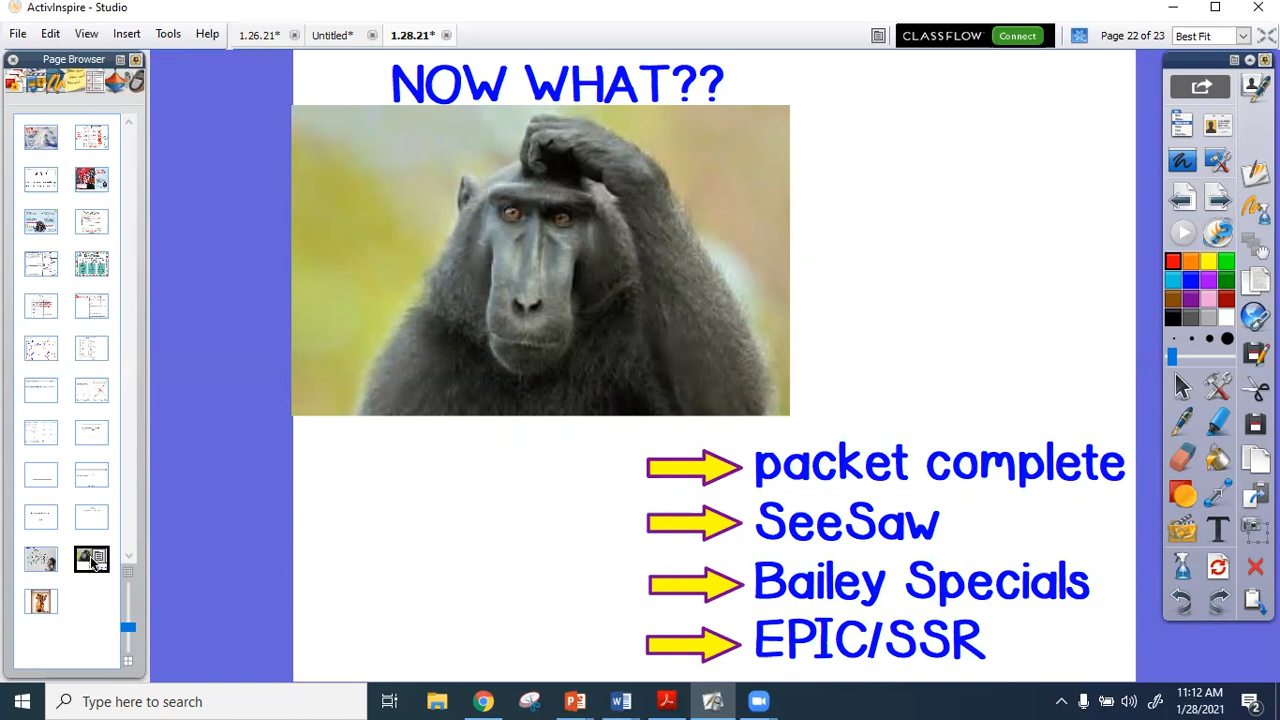 ActivInspire - Studio
File Edit View Insert Tools Help
1.26.21* Untitled* 1.28.21*
CLASSFLOW Connect
Page 22 of 23
Best Fit
Page Browser
NOW WHAT??
packet complete
SeeSaw
Bailey Specials
EPIC/SSR
Type here to search
11:12 AM
1/28/2021
2